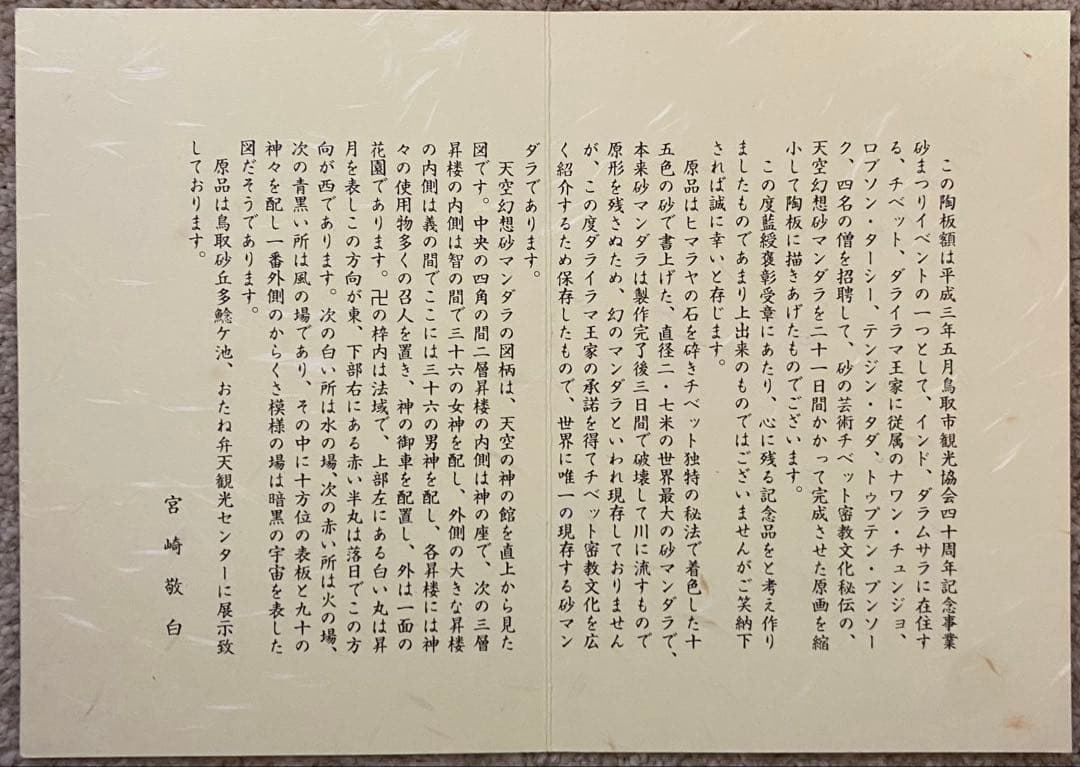 この陶板額は平成三年五月鳥取市観光協会四十周年記念事業
砂まつりイベントの一つとして、インド、ダラムサラに在住す
る、チベット、ダライラマ王家に従属のナワン・チュンジョ、
ロブソン・ターシー、テンジン・タダ、トゥプテン・ブンソー
ク、四名の僧を招聘して、砂の芸術チベット密教文化秘伝の、
天空幻想砂マンダラを二十一日間かかって完成させた原画を縮
小して陶板に描きあげたものでございます。
この度藍綬褒章受章にあたり、心に残る記念品をと考え作り
ましたものであまり上出来のものではございませんがご笑納下
されば誠に幸いと存じます。
原品はヒマラヤの石を砕きチベット独特の秘法で着色した十
五色の砂で書上げた、直径二・七米の世界最大の砂マンダラで、
本来砂マンダラは製作完了後三日間で破壊して川に流すもので
原形を残さぬため、幻のマンダラといわれ現存しておりません
が、この度ダライラマ王家の承諾を得てチベット密教文化を広
く紹介するため保存したもので、世界に唯一の現存する砂マン
ダラであります。
天空幻想砂マンダラの図柄は、天空の神の館を直上から見た
図です。中央の四角の間二層昇楼の内側は神の座で、次の三層
昇楼の内側は智の間で三十六の女神を配し、外側の大きな昇楼
の内側は義の間でここには三十六の男神を配し、各昇楼には神
々の使用物多くの召人を置き、神の御車を配置し、外は一面の
花園であります。卍の枠内は法域で、上部左にある白い丸は昇
月を表しこの方向が東、下部右にある赤い半丸は落日でこの方
向が西であります。次の白い所は水の場、次の赤い所は火の場、
次の青黒い所は風の場であり、その中に十方位の表板と九十の
神々を配し一番外側のからくさ模様の場は暗黒の宇宙を表した
図だそうであります。
原品は鳥取砂丘多鯰ケ池、おたね弁天観光センターに展示致
しております。
宮崎敬白